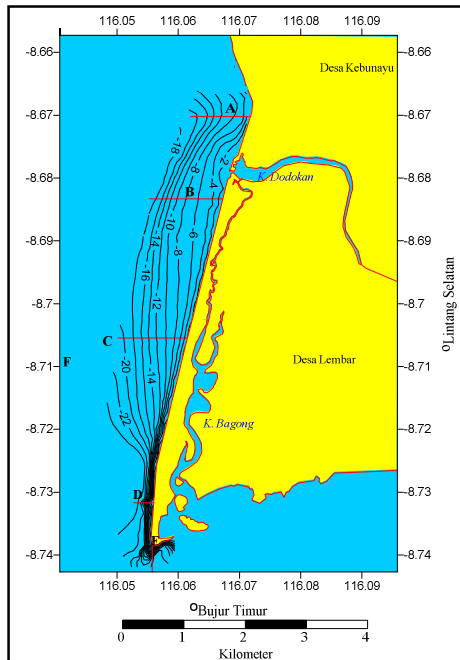 116.05 116.06 116.07 116.08 116.09
-8.66 -8.66
Desa Kebunayu
A
-8.67 -8.67
-18 -8 -2
K. Dodokan
-8.68 -8.68
-4
B
-14 -10 -6
-8.69 -8.69
-16 -12 -8
-8.7 -8.7
C
F -20 -14
Desa Lembar
-8.71 -8.71
-22
-8.72 -8.72
K. Bagong
-8.73 -8.73
D
E
-8.74 -8.74
116.05 116.06 116.07 116.08 116.09
oLintang Selatan
oBujur Timur
0 1 2 3 4
Kilometer